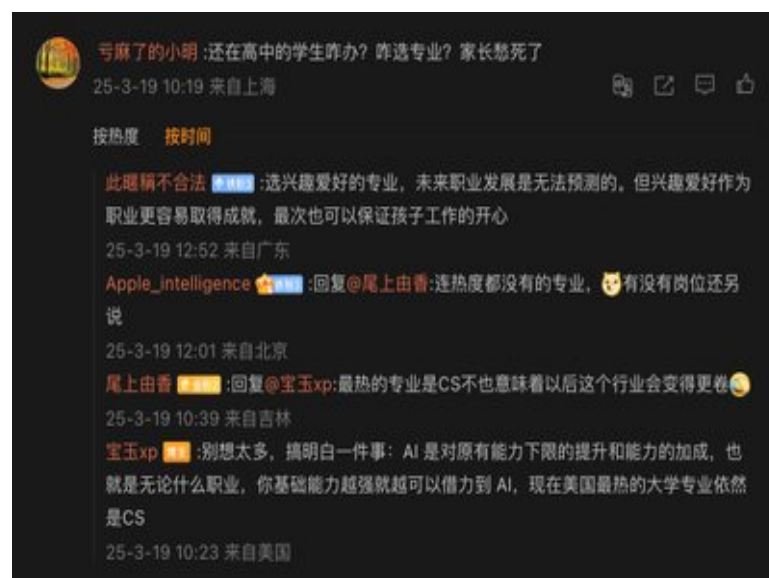 亏麻了的小明:还在高中的学生咋办？咋选专业？家长愁死了
25-3-19 10:19 来自上海
按热度 按时间
此暱稱不合法 :选兴趣爱好的专业，未来职业发展是无法预测的。但兴趣爱好作为
职业更容易取得成就，最次也可以保证孩子工作的开心
25-3-19 12:52 来自广东
Apple_intelligence :回复@尾上由香:连热度都没有的专业，有没有岗位还另
说
25-3-19 12:01 来自北京
尾上由香 :回复@宝玉xp:最热的专业是CS不也意味着以后这个行业会变得更卷
25-3-19 10:39 来自吉林
宝玉xp 博主 :别想太多，搞明白一件事：AI 是对原有能力下限的提升和能力的加成，也
就是无论什么职业，你基础能力越强就越可以借力到 AI，现在美国最热的大学专业依然
是CS
25-3-19 10:23 来自美国